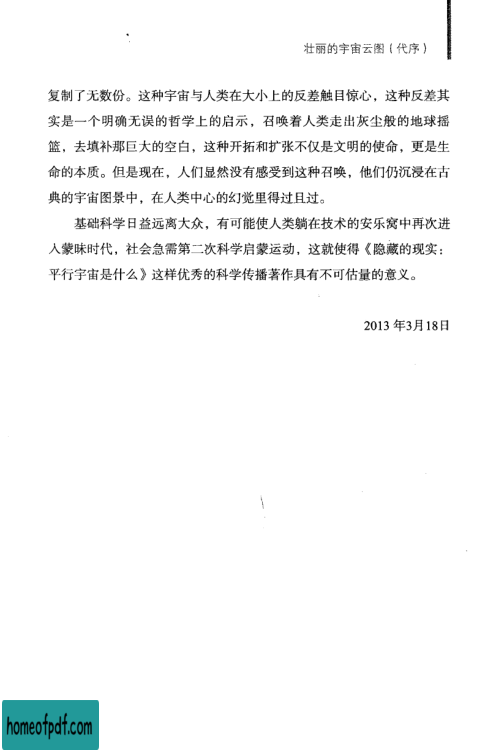 壮丽的宇宙云图（代序）
复制了无数份。这种宇宙与人类在大小上的反差触目惊心，这种反差其
实是一个明确无误的哲学上的启示，召唤着人类走出灰尘般的地球摇
篮，去填补那巨大的空白，这种开拓和扩张不仅是文明的使命，更是生
命的本质。但是现在，人们显然没有感受到这种召唤，他们仍沉浸在古
典的宇宙图景中，在人类中心的幻觉里得过且过。
基础科学日益远离大众，有可能使人类躺在技术的安乐窝中再次进
入蒙昧时代，社会急需第二次科学启蒙运动，这就使得《隐藏的现实：
平行宇宙是什么》这样优秀的科学传播著作具有不可估量的意义。
2013 年3月18日
homeofpdf.com